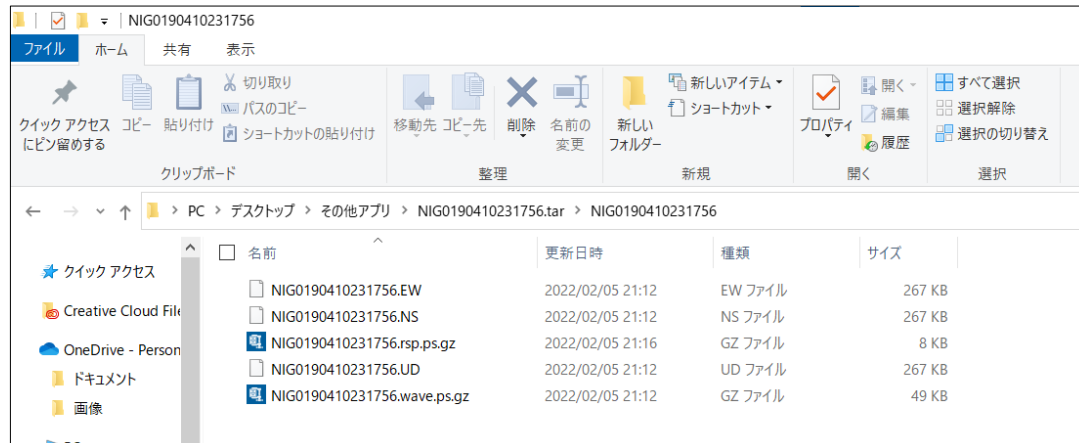 NIG0190410231756
ファイル ホーム 共有 表示
クイック アクセス
にピン留めする
コピー
貼り付け
切り取り
パスのコピー
ショートカットの貼り付け
クリップボード
移動先
コピー先
削除
名前の
変更
整理
新しい
フォルダー
新しいアイテム
ショートカット
新規
プロパティ
開く
編集
履歴
開く
すべて選択
選択解除
選択の切り替え
選択
PC > デスクトップ > その他アプリ > NIG0190410231756.tar > NIG0190410231756
クイック アクセス
Creative Cloud File
OneDrive - Person
ドキュメント
画像
名前 更新日時 種類 サイズ
NIG0190410231756.EW 2022/02/05 21:12 EW ファイル 267 KB
NIG0190410231756.NS 2022/02/05 21:12 NS ファイル 267 KB
NIG0190410231756.rsp.ps.gz 2022/02/05 21:16 GZ ファイル 8 KB
NIG0190410231756.UD 2022/02/05 21:12 UD ファイル 267 KB
NIG0190410231756.wave.ps.gz 2022/02/05 21:12 GZ ファイル 49 KB